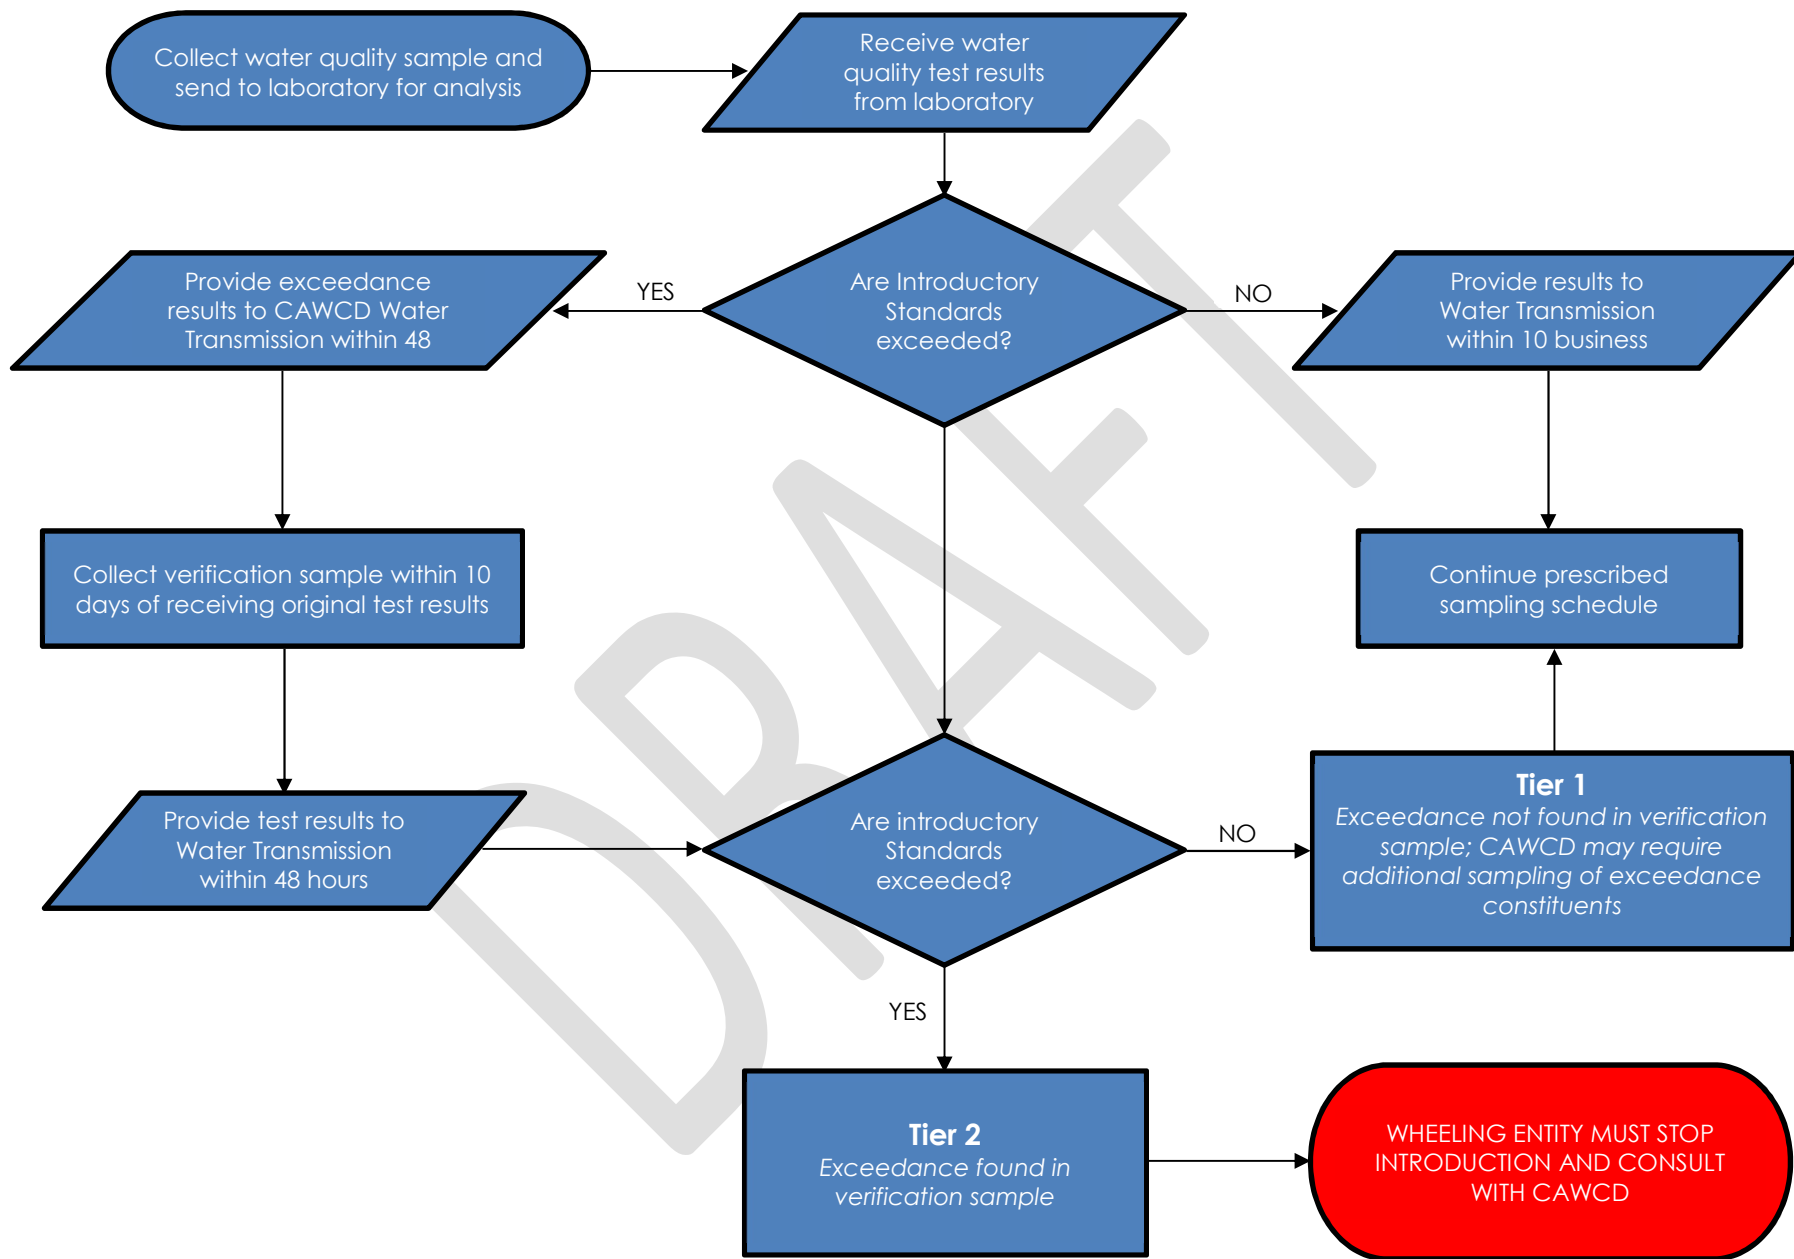 Collect water quality sample and
send to laboratory for analysis
Receive water
quality test results
from laboratory
Provide exceedance
results to CAWCD Water
Transmission within 48
YES
Are Introductory
Standards
exceeded?
NO
Provide results to
Water Transmission
within 10 business
Collect verification sample within 10
days of receiving original test results
Continue prescribed
sampling schedule
Provide test results to
Water Transmission
within 48 hours
Are introductory
Standards
exceeded?
NO
Tier 1
Exceedance not found in verification
sample; CAWCD may require
additional sampling of exceedance
constituents
YES
Tier 2
Exceedance found in
verification sample
WHEELING ENTITY MUST STOP
INTRODUCTION AND CONSULT
WITH CAWCD
DRAFT